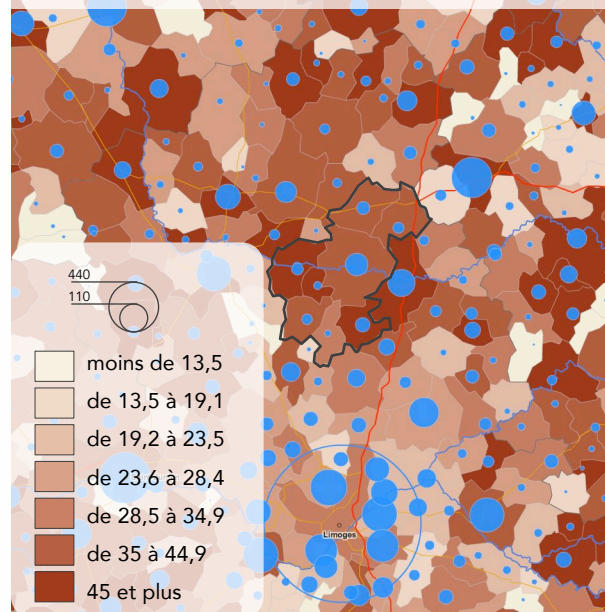 440
110
moins de 13,5
de 13,5 à 19,1
de 19,2 à 23,5
de 23,6 à 28,4
de 28,5 à 34,9
de 35 à 44,9
45 et plus
Limoges